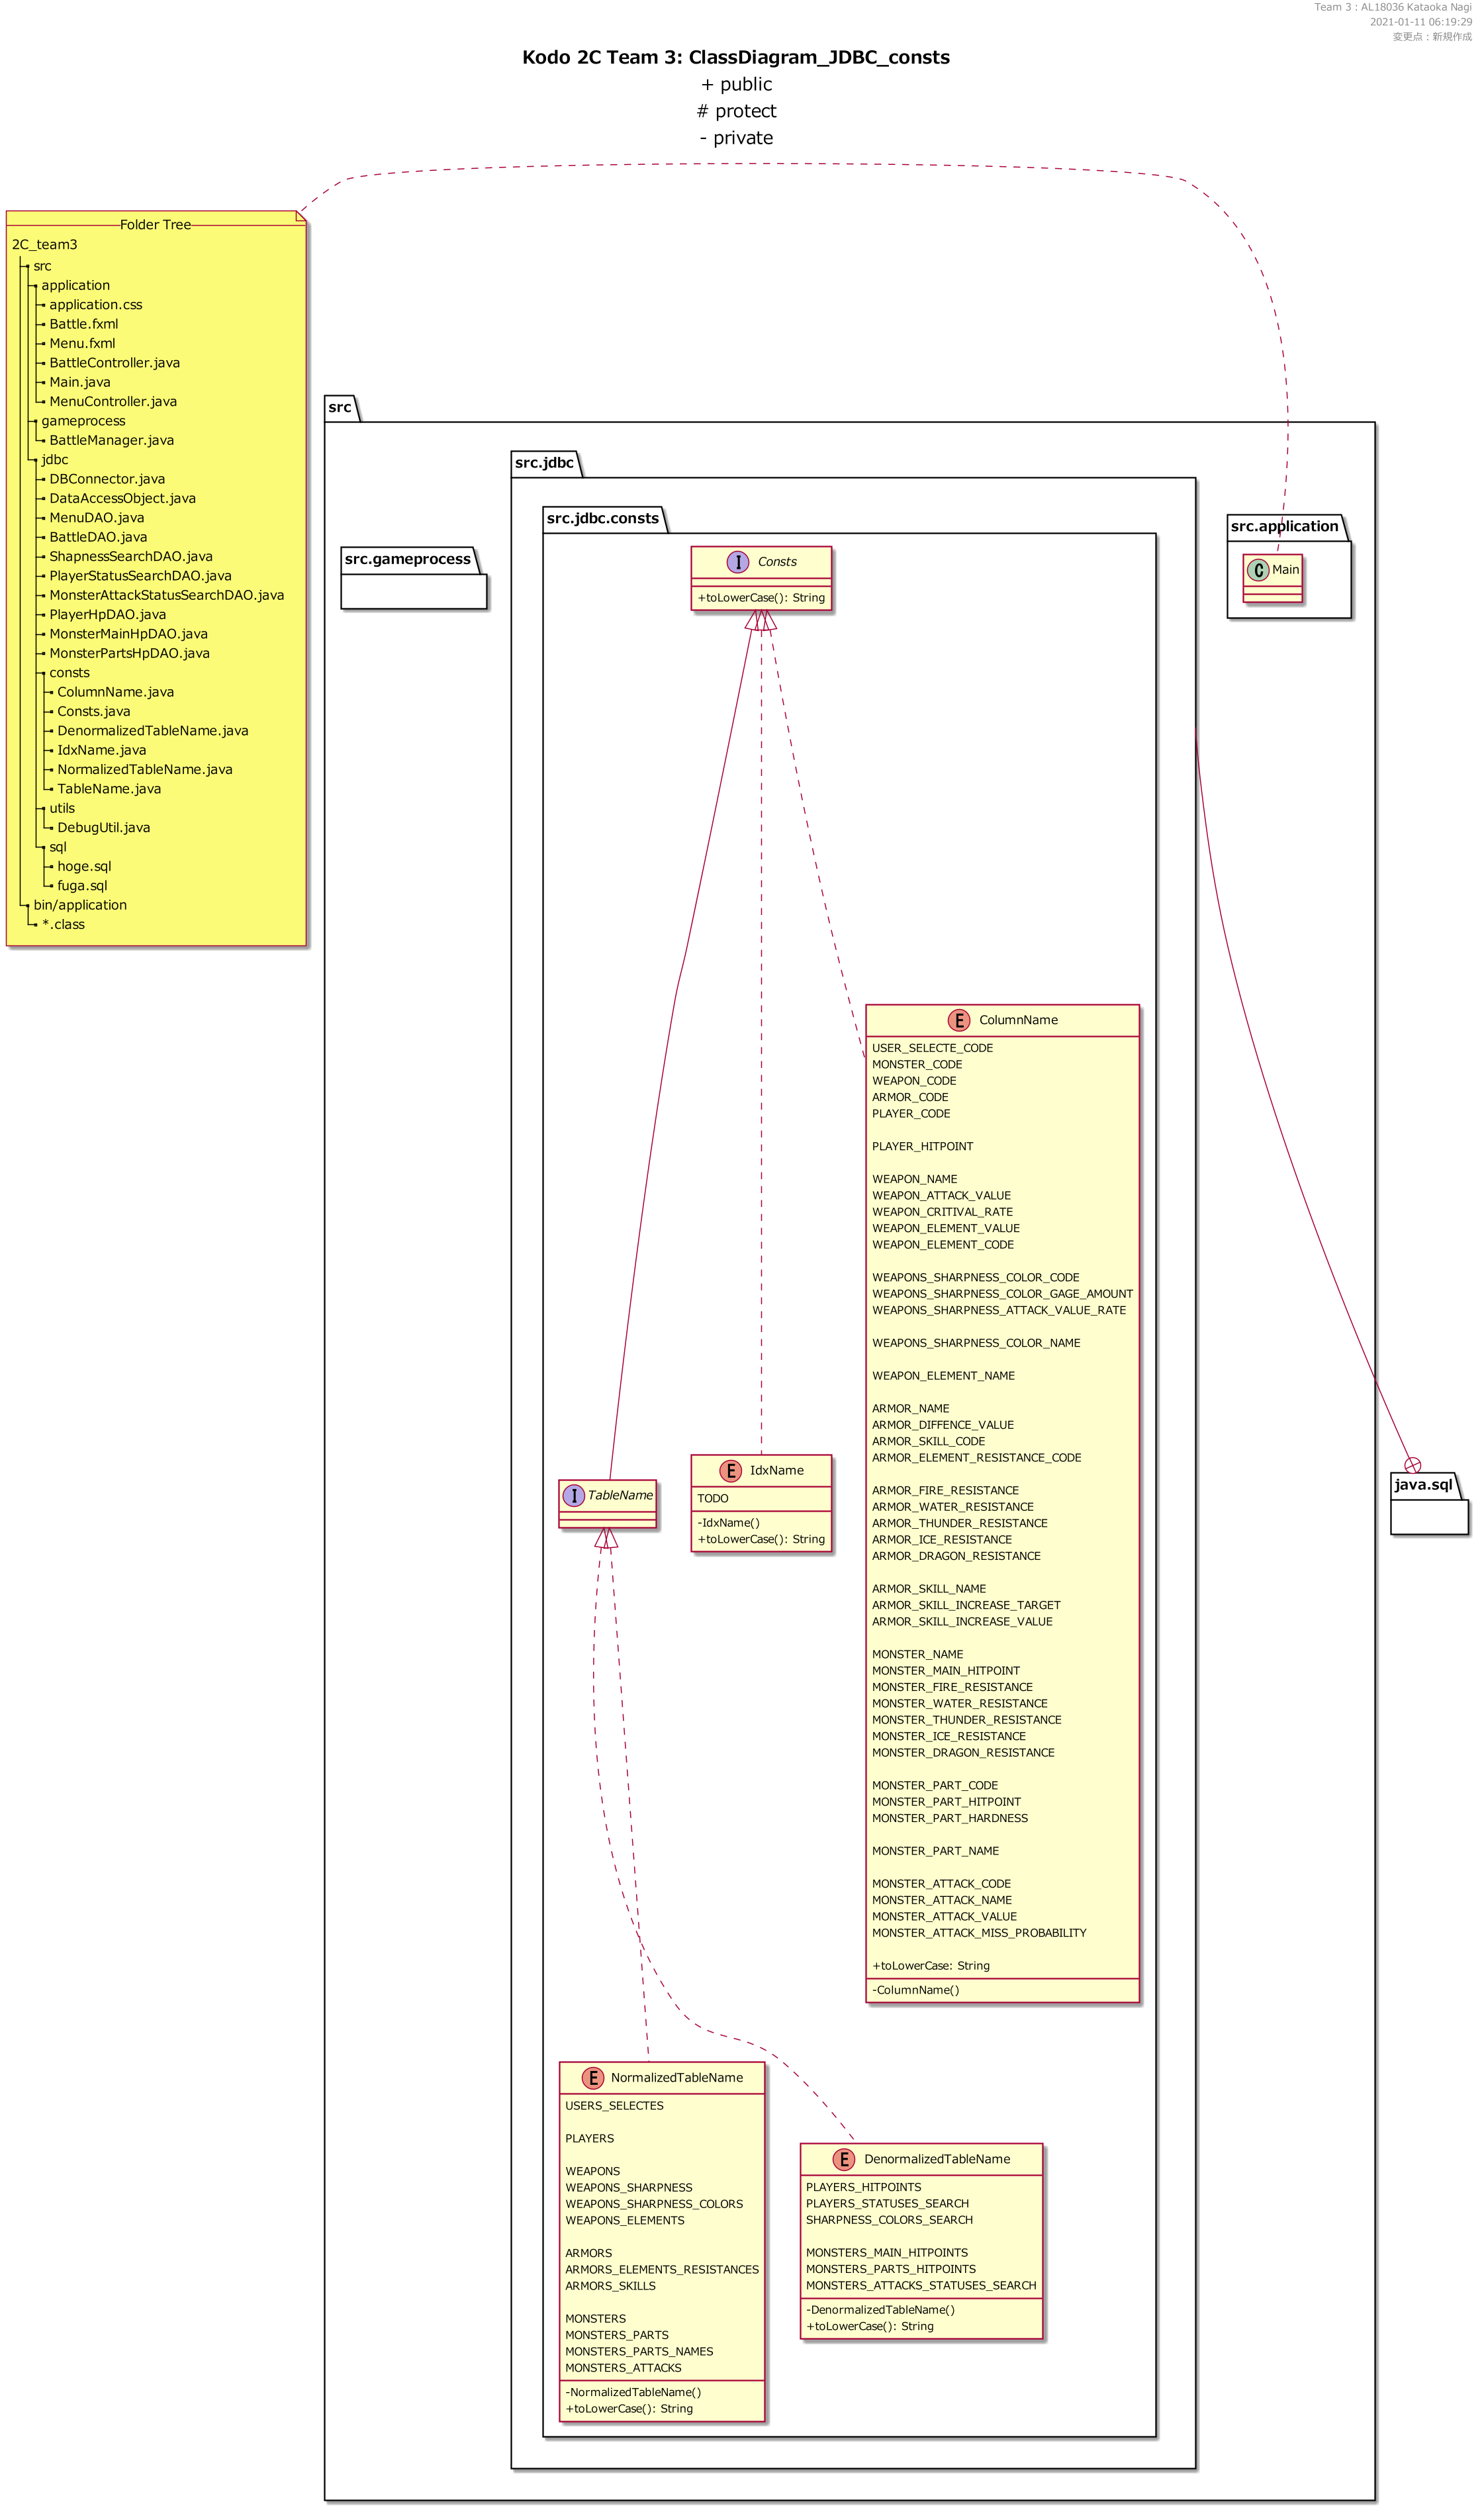 Team 3 : AL18036 Kataoka Nagi
2021-01-11 06:19:29
変更点：新規作成
Kodo 2C Team 3: ClassDiagram_JDBC_consts
+ public
# protect
- private
Folder Tree
2C_team3
src
application
application.css
Battle.fxml
Menu.fxml
BattleController.java
Main.java
MenuController.java
gameprocess
BattleManager.java
jdbc
DBConnector.java
DataAccessObject.java
MenuDAO.java
BattleDAO.java
ShapnessSearchDAO.java
PlayerStatusSearchDAO.java
MonsterAttackStatusSearchDAO.java
PlayerHpDAO.java
MonsterMainHpDAO.java
MonsterPartsHpDAO.java
consts
ColumnName.java
Consts.java
DenormalizedTableName.java
IdxName.java
NormalizedTableName.java
TableName.java
utils
DebugUtil.java
sql
hoge.sql
fuga.sql
bin/application
*.class
src
src.jdbc
src.jdbc.consts
src.gameprocess
src.application
C Main
I Consts
+toLowerCase(): String
E ColumnName
USER_SELECTE_CODE
MONSTER_CODE
WEAPON_CODE
ARMOR_CODE
PLAYER_CODE
PLAYER_HITPOINT
WEAPON_NAME
WEAPON_ATTACK_VALUE
WEAPON_CRITIVAL_RATE
WEAPON_ELEMENT_VALUE
WEAPON_ELEMENT_CODE
WEAPONS_SHARPNESS_COLOR_CODE
WEAPONS_SHARPNESS_COLOR_GAGE_AMOUNT
WEAPONS_SHARPNESS_ATTACK_VALUE_RATE
WEAPONS_SHARPNESS_COLOR_NAME
WEAPON_ELEMENT_NAME
ARMOR_NAME
ARMOR_DIFFENCE_VALUE
ARMOR_SKILL_CODE
ARMOR_ELEMENT_RESISTANCE_CODE
ARMOR_FIRE_RESISTANCE
ARMOR_WATER_RESISTANCE
ARMOR_THUNDER_RESISTANCE
ARMOR_ICE_RESISTANCE
ARMOR_DRAGON_RESISTANCE
ARMOR_SKILL_NAME
ARMOR_SKILL_INCREASE_TARGET
ARMOR_SKILL_INCREASE_VALUE
MONSTER_NAME
MONSTER_MAIN_HITPOINT
MONSTER_FIRE_RESISTANCE
MONSTER_WATER_RESISTANCE
MONSTER_THUNDER_RESISTANCE
MONSTER_ICE_RESISTANCE
MONSTER_DRAGON_RESISTANCE
MONSTER_PART_CODE
MONSTER_PART_HITPOINT
MONSTER_PART_HARDNESS
MONSTER_PART_NAME
MONSTER_ATTACK_CODE
MONSTER_ATTACK_NAME
MONSTER_ATTACK_VALUE
MONSTER_ATTACK_MISS_PROBABILITY
+toLowerCase: String
-ColumnName()
I TableName
E IdxName
TODO
-IdxName()
+toLowerCase(): String
java.sql
E NormalizedTableName
USERS_SELECTES
PLAYERS
WEAPONS
WEAPONS_SHARPNESS
WEAPONS_SHARPNESS_COLORS
WEAPONS_ELEMENTS
ARMORS
ARMORS_ELEMENTS_RESISTANCES
ARMORS_SKILLS
MONSTERS
MONSTERS_PARTS
MONSTERS_PARTS_NAMES
MONSTERS_ATTACKS
-NormalizedTableName()
+toLowerCase(): String
E DenormalizedTableName
PLAYERS_HITPOINTS
PLAYERS_STATUSES_SEARCH
SHARPNESS_COLORS_SEARCH
MONSTERS_MAIN_HITPOINTS
MONSTERS_PARTS_HITPOINTS
MONSTERS_ATTACKS_STATUSES_SEARCH
-DenormalizedTableName()
+toLowerCase(): String